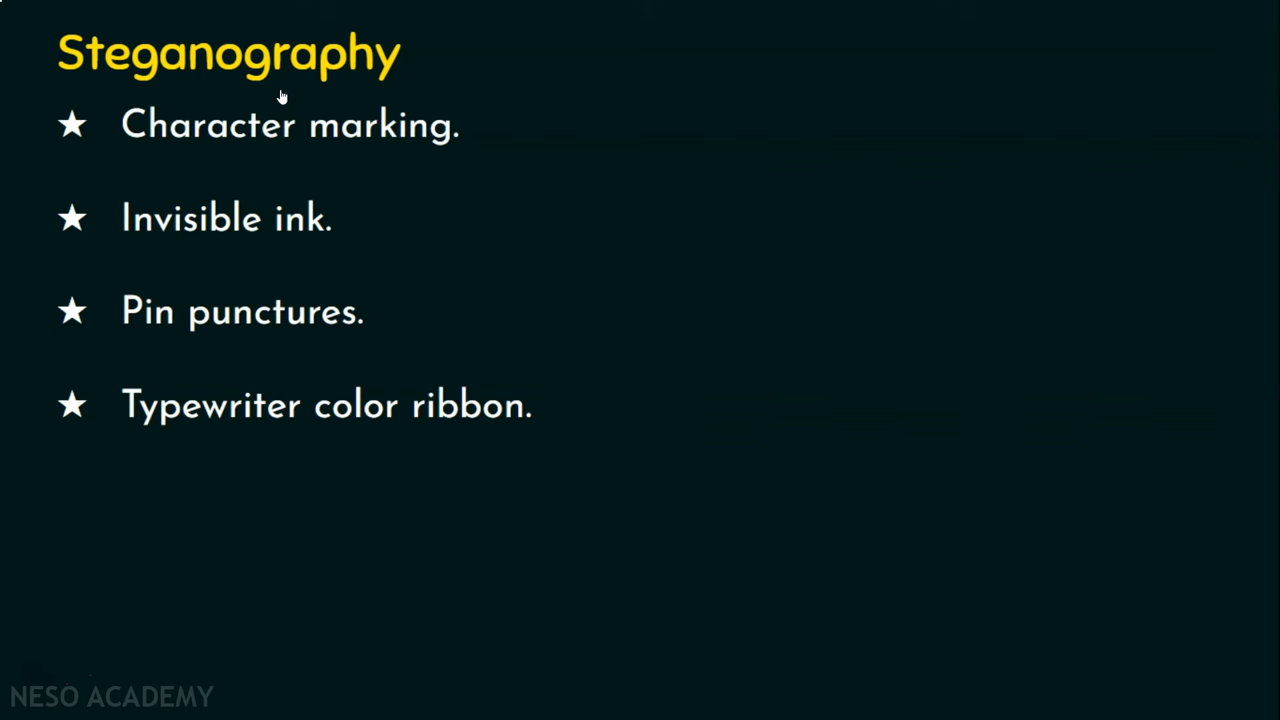 Steganography
★ Character marking.
★ Invisible ink.
★ Pin punctures.
★ Typewriter color ribbon.
NESO ACADEMY